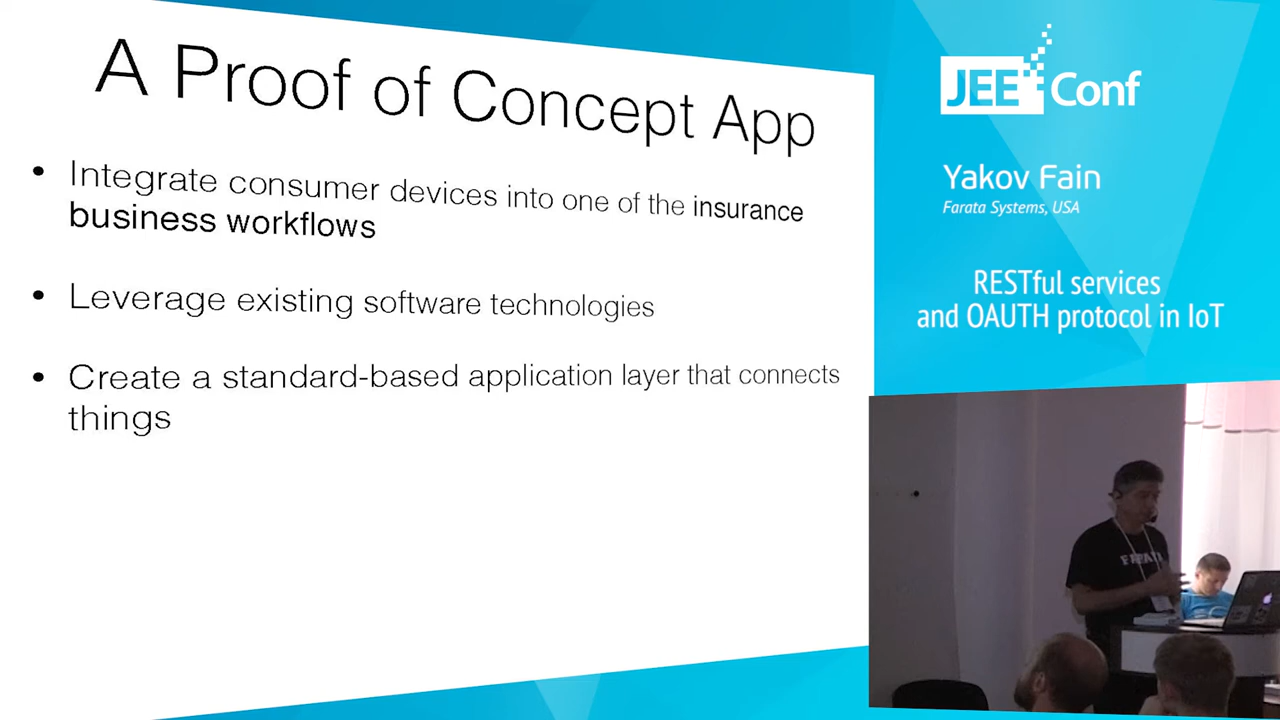 A Proof of Concept App
• Integrate consumer devices into one of the insurance
business workflows
• Leverage existing software technologies
• Create a standard-based application layer that connects
things
JEE Conf
Yakov Fain
Farata Systems, USA
RESTful services
and OAUTH protocol in IoT